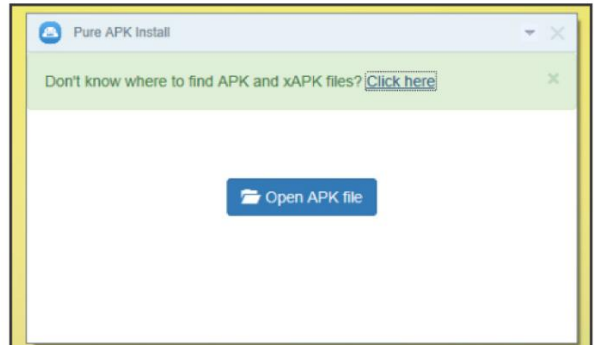 Pure APK Install
Don't know where to find APK and xAPK files? Click here
Open APK file